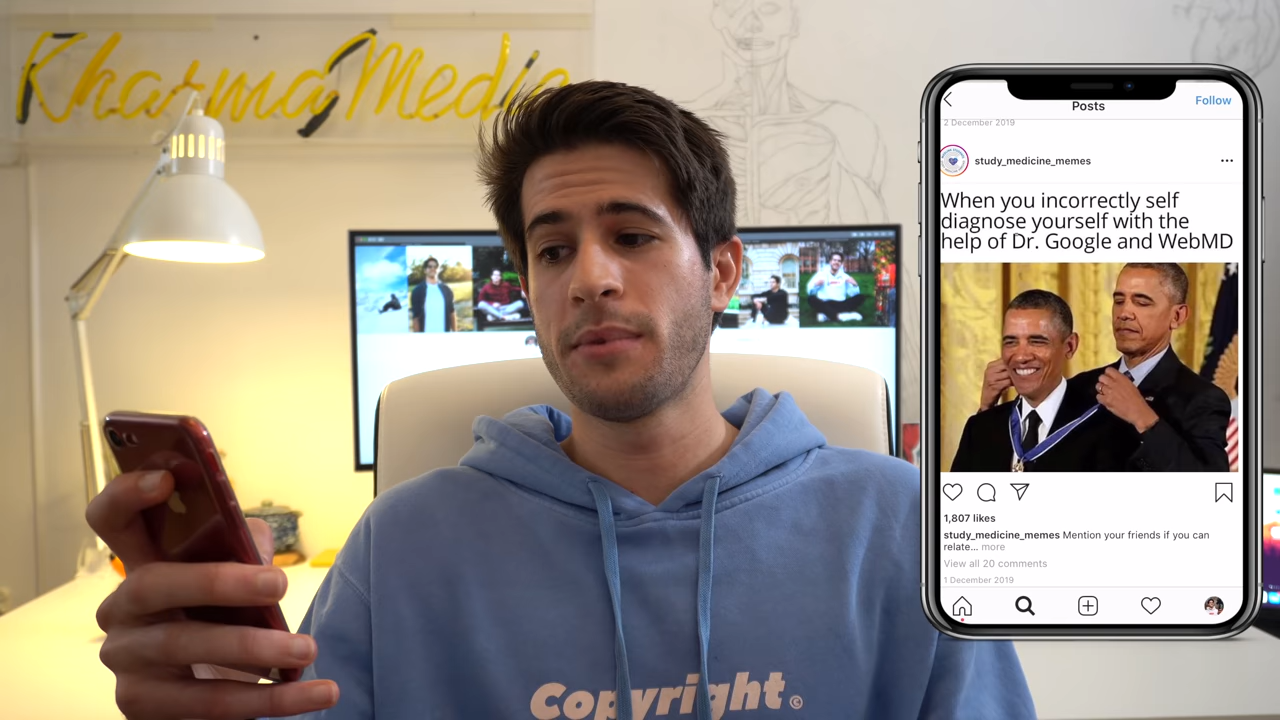 Kharma Media
Posts
Follow
2 December 2019
study_medicine_memes
When you incorrectly self
diagnose yourself with the
help of Dr. Google and WebMD
1,807 likes
study_medicine_memes Mention your friends if you can
relate... more
View all 20 comments
1 December 2019
Copyright©